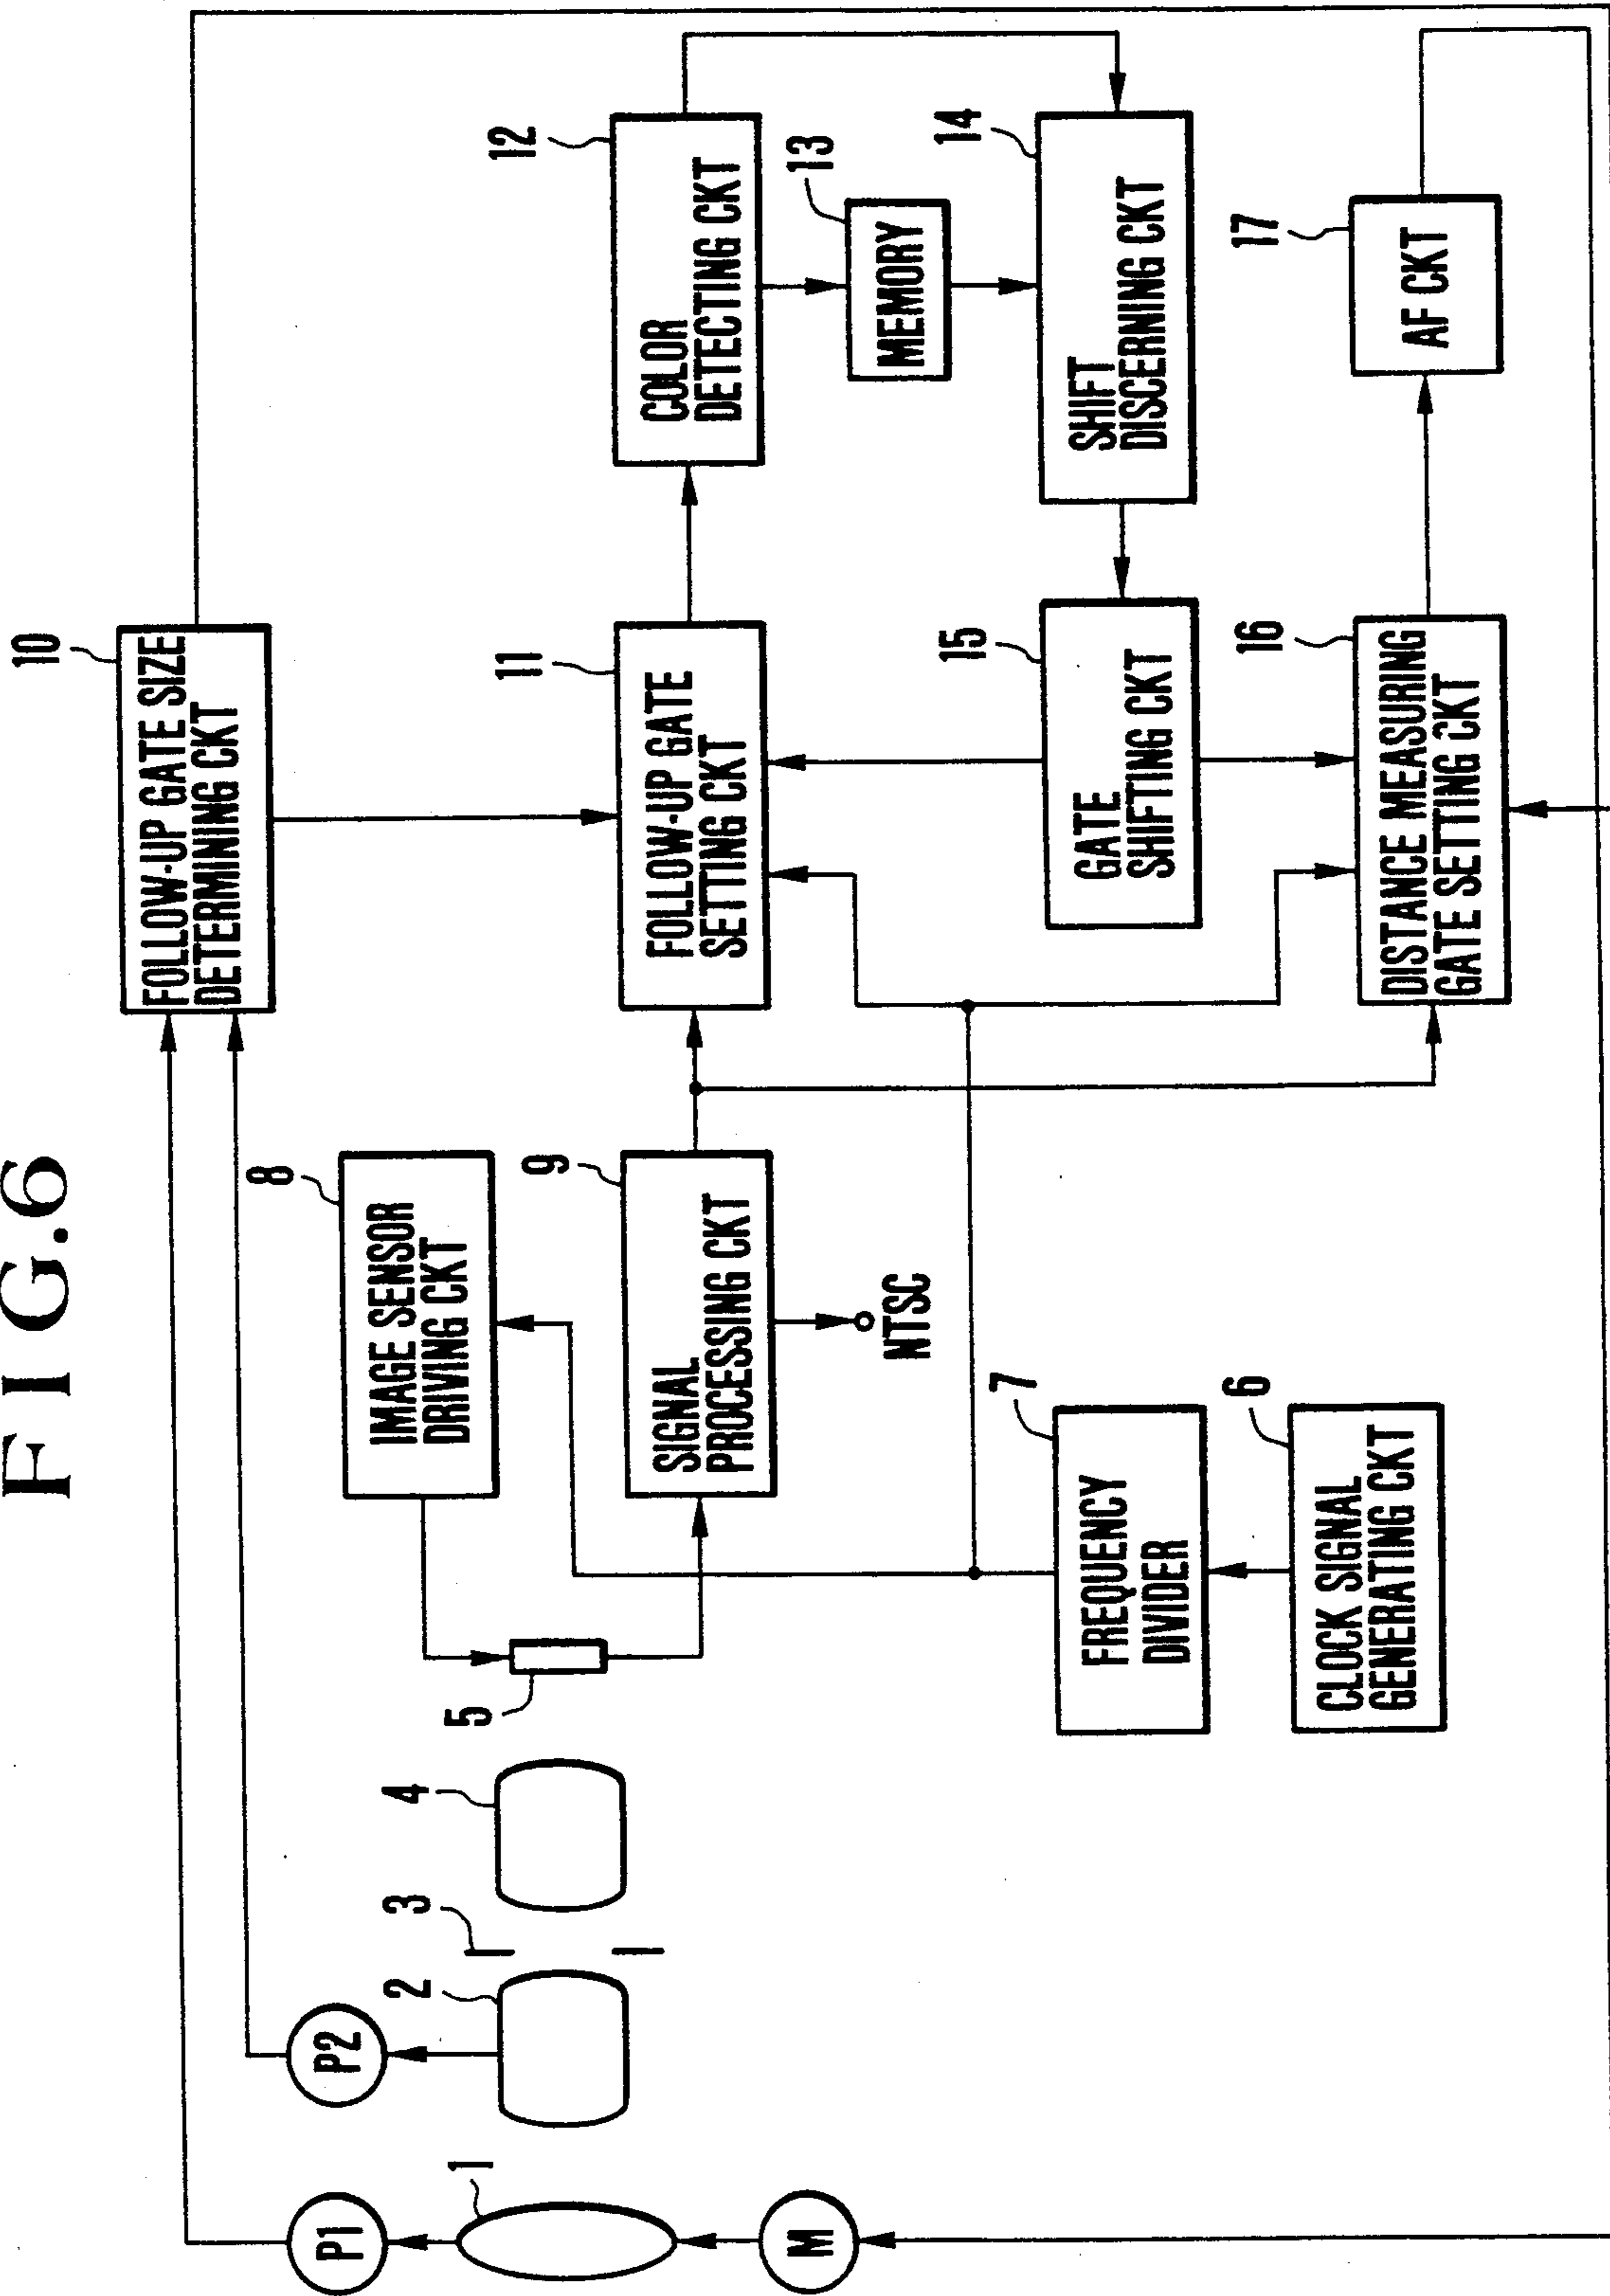 FIG.6
10
FOLLOW-UP GATE SIZE
DETERMINING CKT
P1
P2
8
IMAGE SENSOR
DRIVING CKT
12
COLOR
DETECTING CKT
11
FOLLOW-UP GATE
SETTING CKT
9
SIGNAL
PROCESSING CKT
NTSC
13
MEMORY
1
2
3
4
5
M
14
SHIFT
DISCERNING CKT
15
GATE
SHIFTING CKT
7
FREQUENCY
DIVIDER
6
CLOCK SIGNAL
GENERATING CKT
16
DISTANCE MEASURING
GATE SETTING CKT
17
AF CKT